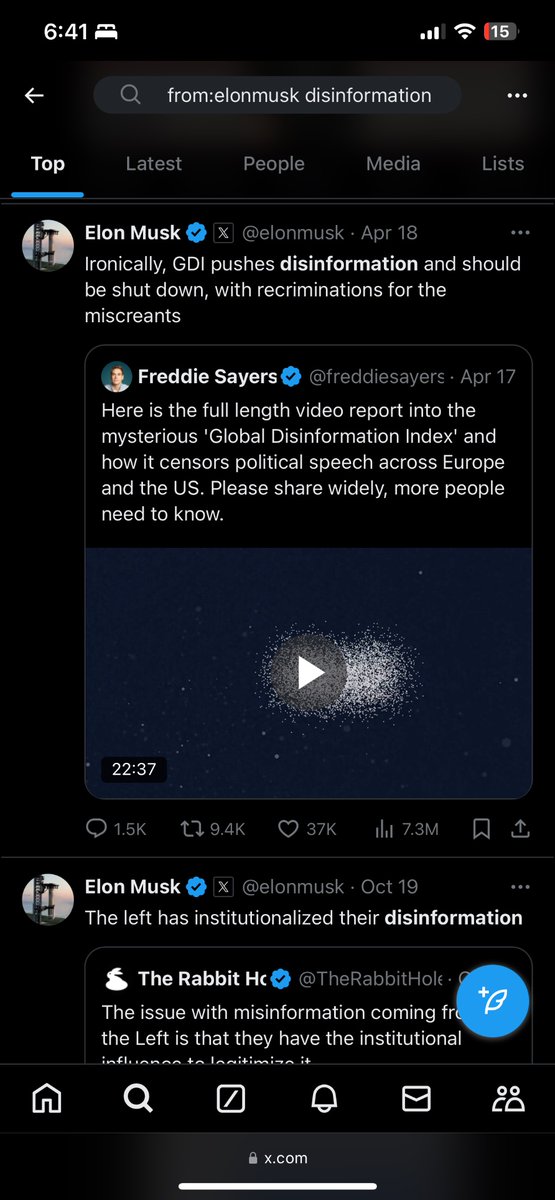 6:41
15
from:elonmusk disinformation
Top
Latest
People
Media
Lists
Elon Musk @elonmusk · Apr 18
Ironically, GDI pushes disinformation and should
be shut down, with recriminations for the
miscreants
Freddie Sayers @freddiesayers · Apr 17
Here is the full length video report into the
mysterious 'Global Disinformation Index' and
how it censors political speech across Europe
and the US. Please share widely, more people
need to know.
22:37
1.5K
9.4K
37K
7.3M
Elon Musk @elonmusk · Oct 19
The left has institutionalized their disinformation
The Rabbit Ho @TheRabbitHole ·
The issue with misinformation coming
the Left is that they have the institutional
influence to legitimize it
x.com